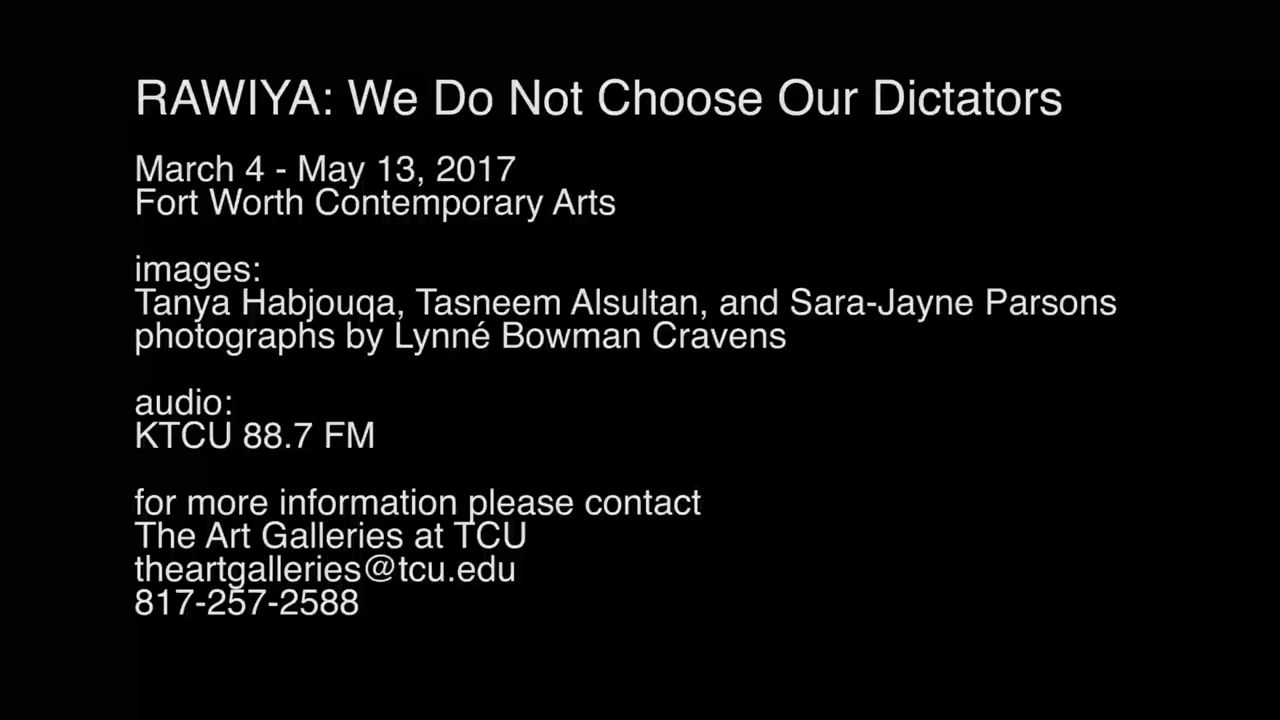 RAWIYA: We Do Not Choose Our Dictators
March 4 - May 13, 2017
Fort Worth Contemporary Arts
images:
Tanya Habjouqa, Tasneem Alsultan, and Sara-Jayne Parsons
photographs by Lynné Bowman Cravens
audio:
KTCU 88.7 FM
for more information please contact
The Art Galleries at TCU
theartgalleries@tcu.edu
817-257-2588